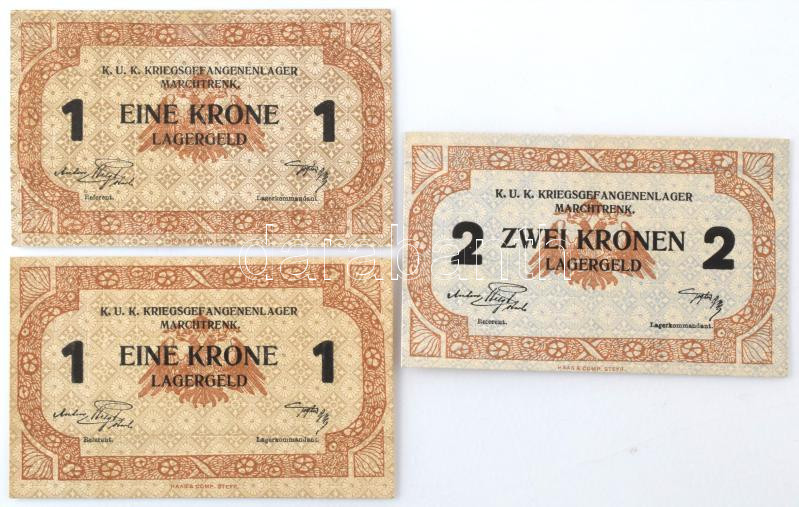 K. U. K. KRIEGSGEFANGENENLAGER
MARCHTRENK.
1 EINE KRONE 1
LAGERGELD
Referent. Lagerkommandant.
K. U. K. KRIEGSGEFANGENENLAGER
MARCHTRENK.
1 EINE KRONE 1
LAGERGELD
Referent. Lagerkommandant.
HAAS & COMP. STEYR.
K. U. K. KRIEGSGEFANGENENLAGER
MARCHTRENK.
2 ZWEI KRONEN 2
LAGERGELD
Referent. Lagerkommandant.
HAAS & COMP. STEYR.